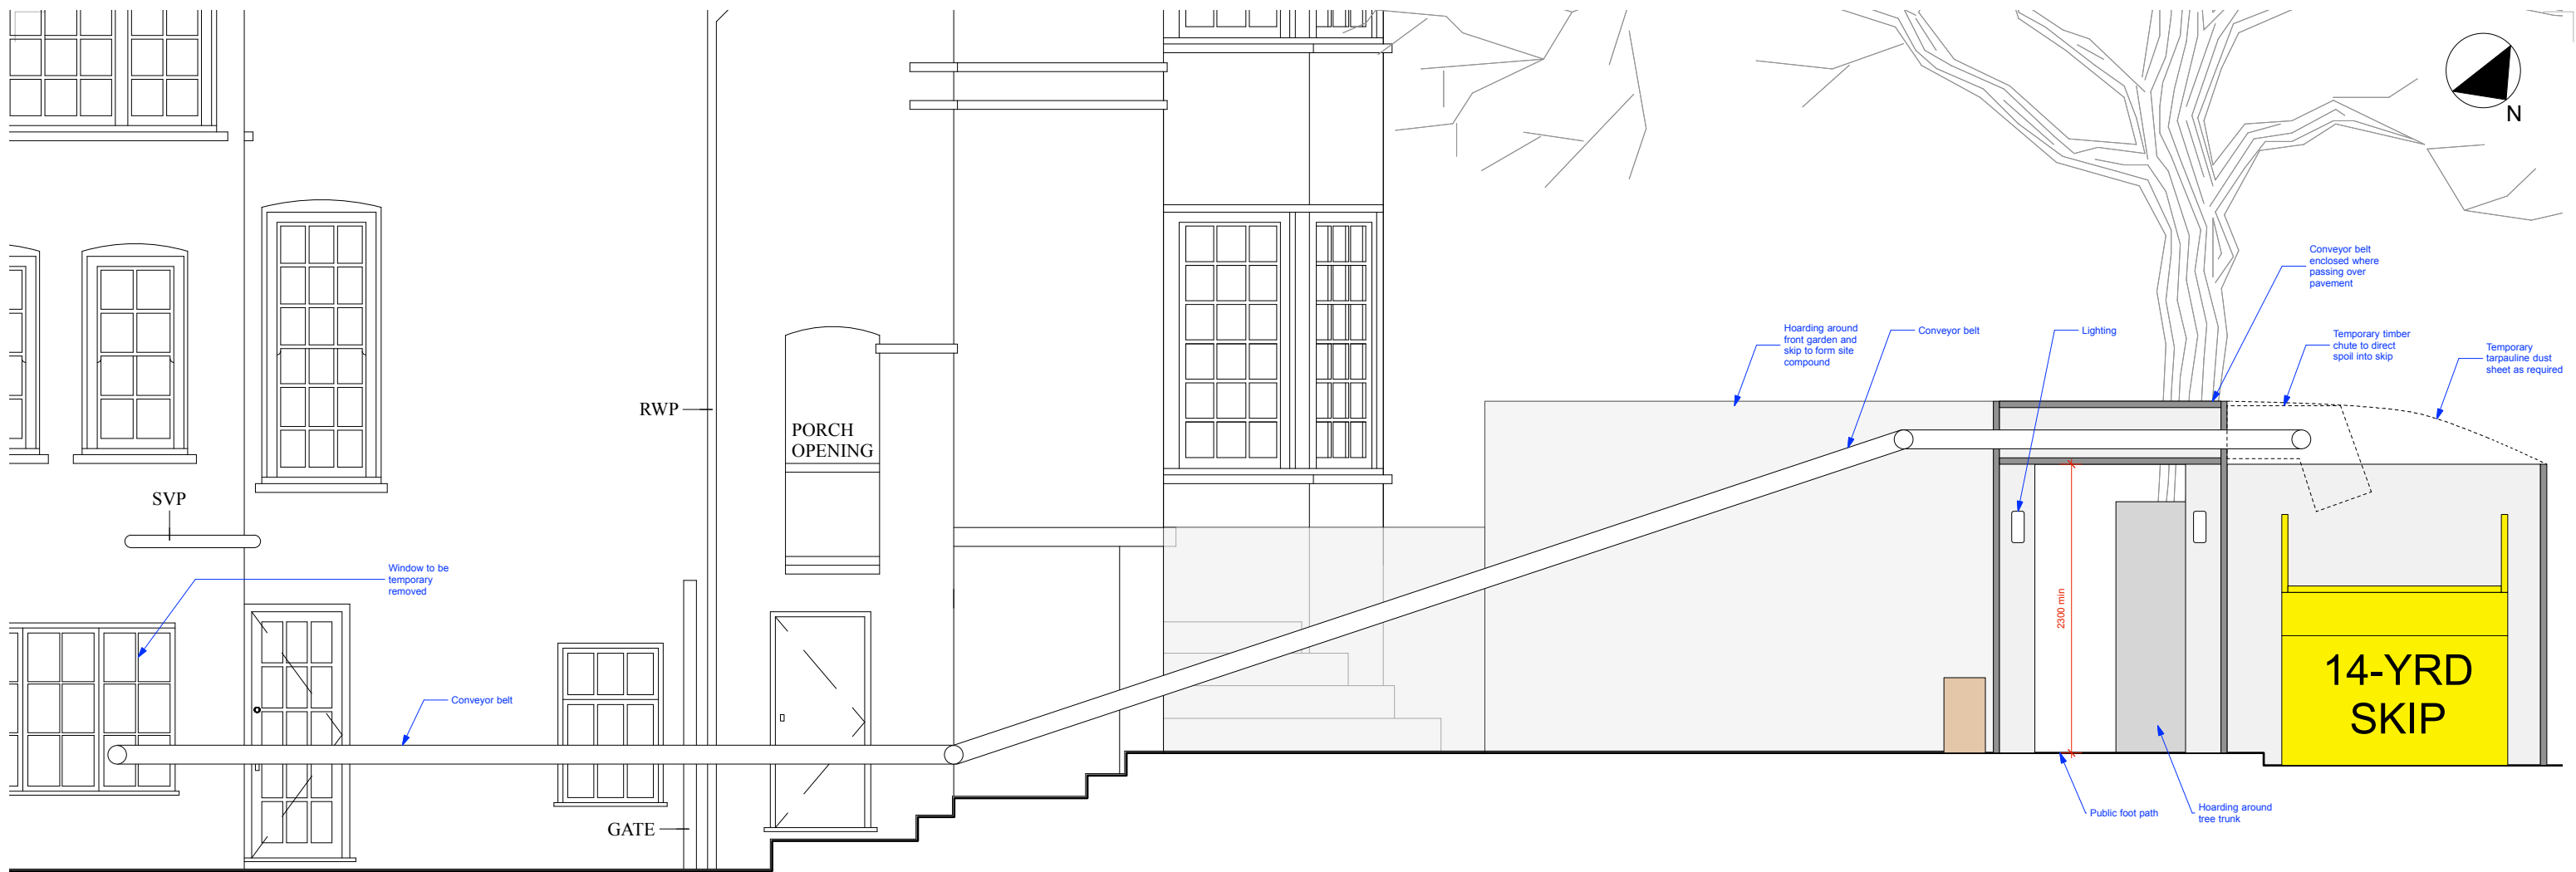 N
Conveyor belt
enclosed where
passing over
pavement
Hoarding around
front garden and
skip to form site
compound
Conveyor belt
Lighting
Temporary timber
chute to direct
spoil into skip
Temporary
tarpauline dust
sheet as required
RWP
PORCH
OPENING
SVP
Window to be
temporary
removed
2300 min
Conveyor belt
14-YRD
SKIP
GATE
Public foot path
Hoarding around
tree trunk